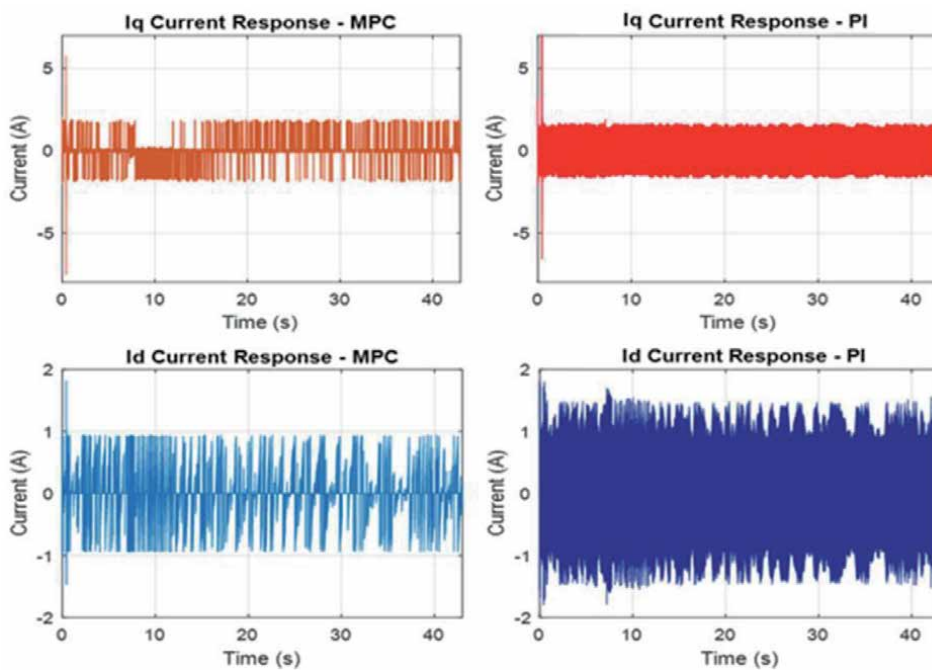 Iq Current Response - MPC
Current (A)
5
0
-5
0 10 20 30 40
Time (s)
Iq Current Response - PI
Current (A)
5
0
-5
0 10 20 30 40
Time (s)
Id Current Response - MPC
Current (A)
2
1
0
-1
-2
0 10 20 30 40
Time (s)
Id Current Response - PI
Current (A)
2
1
0
-1
-2
0 10 20 30 40
Time (s)